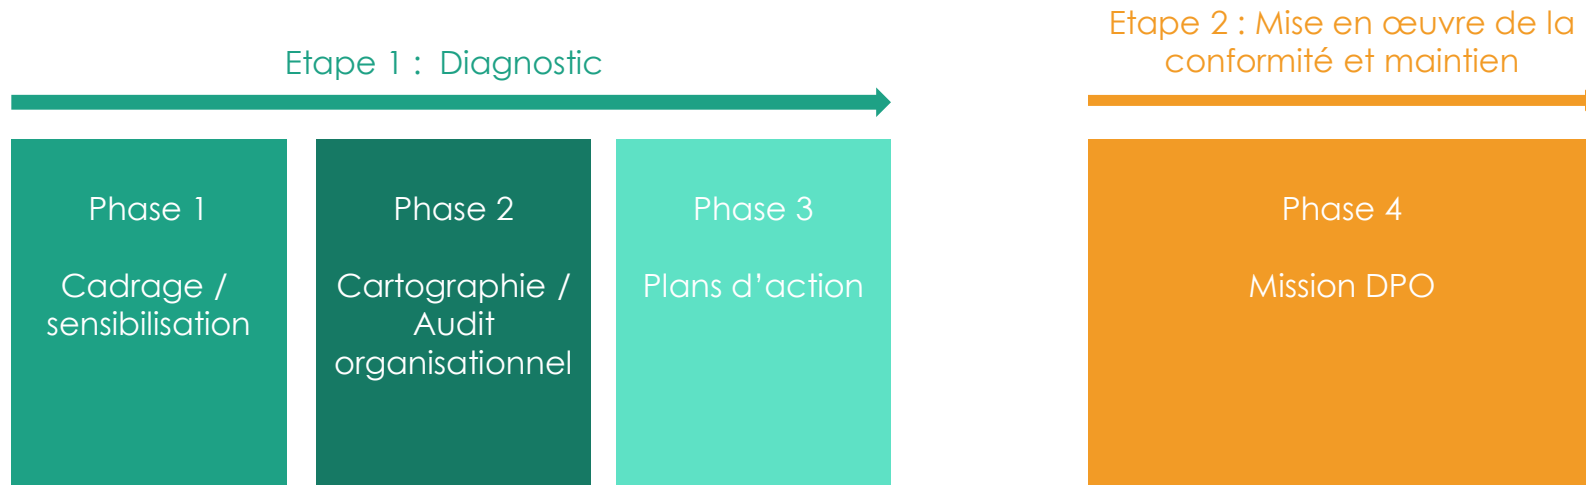 Etape 1 : Diagnostic
Etape 2 : Mise en œuvre de la
conformité et maintien
Phase 1
Cadrage /
sensibilisation
Phase 2
Cartographie /
Audit
organisationnel
Phase 3
Plans d’action
Phase 4
Mission DPO